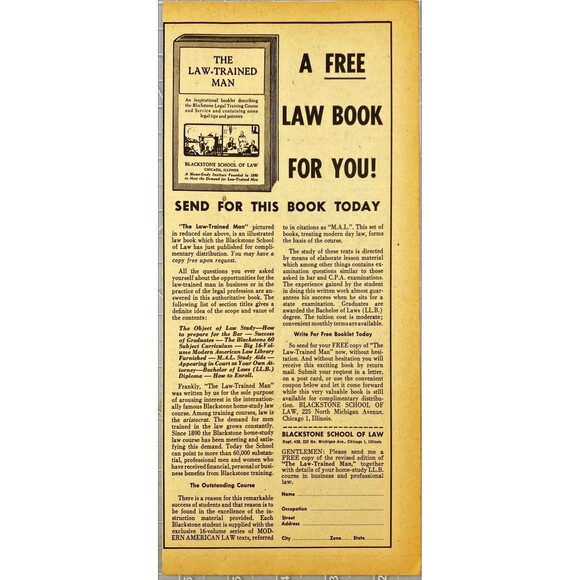 THE
LAW-TRAINED
MAN
An inspirational booklet describing
the Blackstone Legal Training Course
and Service and containing some
legal tips and pointers
BLACKSTONE SCHOOL OF LAW
CHICAGO, ILLINOIS
A Home-Study Institute Founded in 1890
to Meet the Demand for Law-Trained Men
A FREE
LAW BOOK
FOR YOU!
SEND FOR THIS BOOK TODAY
"The Law-Trained Man" pictured
in reduced size above, is an illustrated
law book which the Blackstone School
of Law has just published for compli-
mentary distribution. You may have a
copy free upon request.
All the questions you ever asked
yourself about the opportunities for the
law-trained man in business or in the
practice of the legal profession are an-
swered in this authoritative book. The
following list of section titles gives a
definite idea of the scope and value of
the contents:
The Object of Law Study—How
to prepare for the Bar — Success
of Graduates — The Blackstone 60
Subject Curriculum — Big 16-Vol-
ume Modern American Law Library
Furnished — M.A.L. Study Aids —
Appearing in Court as Your Own At-
torney—Bachelor of Laws (LL.B.)
Diploma — How to Enroll.
Frankly, "The Law-Trained Man"
was written by us for the sole purpose
of arousing interest in the internation-
ally famous Blackstone home-study law
course. Among training courses, law is
the aristocrat. The demand for men
trained in law grows constantly.
Since 1890 the Blackstone home-study
law course has been meeting and satis-
fying this demand. Today the School
can point to more than 60,000 substan-
tial, professional men and women who
have received financial, personal or busi-
ness benefits from Blackstone training.
The Outstanding Course
There is a reason for this remarkable
success of students and that reason is to
be found in the excellence of the in-
struction material provided. Each
Blackstone student is supplied with the
exclusive 16-volume series of MOD-
ERN AMERICAN LAW texts, referred
to in citations as "M.A.L." This set of
books, treating modern day law, forms
the basis of the course.
The study of these texts is directed by
means of elaborate lesson material
which among other things contains ex-
amination questions similar to those
asked in bar and C.P.A. examinations.
The experience gained by the student
in doing this written work almost guar-
antees his success when he sits for a
state examination. Graduates are
awarded the Bachelor of Laws (LL.B.)
degree. The tuition cost is moderate;
convenient monthly terms are available.
Write For Free Booklet Today
So send for your FREE copy of "The
Law-Trained Man" now, without hesi-
tation. And without hesitation you will
receive this exciting book by return
mail. Submit your request in a letter,
on a post card, or use the convenient
coupon below and let it come forward
while this very valuable book is still
available for complimentary distribu-
tion. BLACKSTONE SCHOOL OF
LAW, 225 North Michigan Avenue,
Chicago 1, Illinois.
BLACKSTONE SCHOOL OF LAW
225 No. Michigan Ave., Chicago 1, Illinois
GENTLEMEN: Please send me a
FREE copy of the revised edition of
"The Law-Trained Man," together
with details of your home-study LL.B.
course in business and professional
law.
Name
Occupation
Street
Address
City Zone State